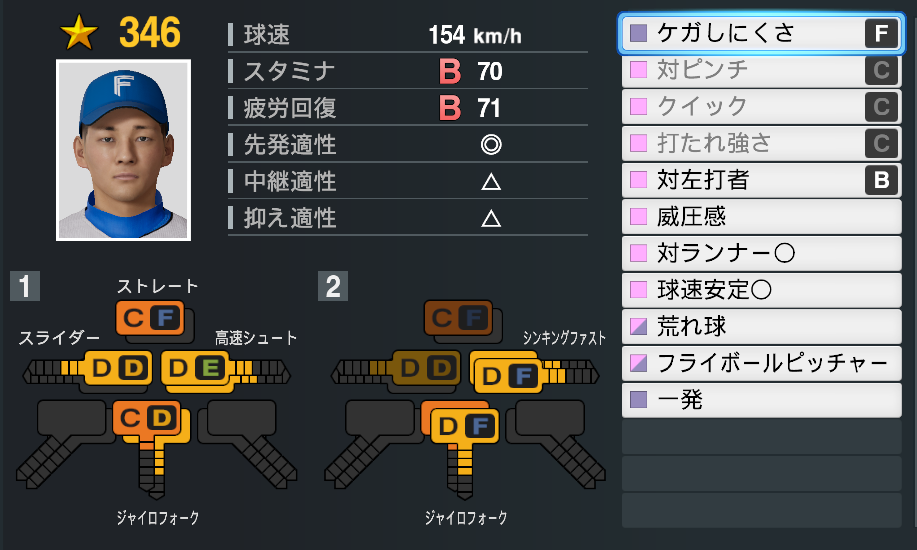 346
F
球速 154 km/h
スタミナ B 70
疲労回復 B 71
先発適性 ◎
中継適性 △
抑え適性 △
1
ストレート
C F
スライダー
高速シュート
D D
D E
C D
ジャイロフォーク
2
C F
シンキングファスト
D D
D F
D F
ジャイロフォーク
ケガしにくさ F
対ピンチ C
クイック C
打たれ強さ C
対左打者 B
威圧感
対ランナー○
球速安定○
荒れ球
フライボールピッチャー
一発